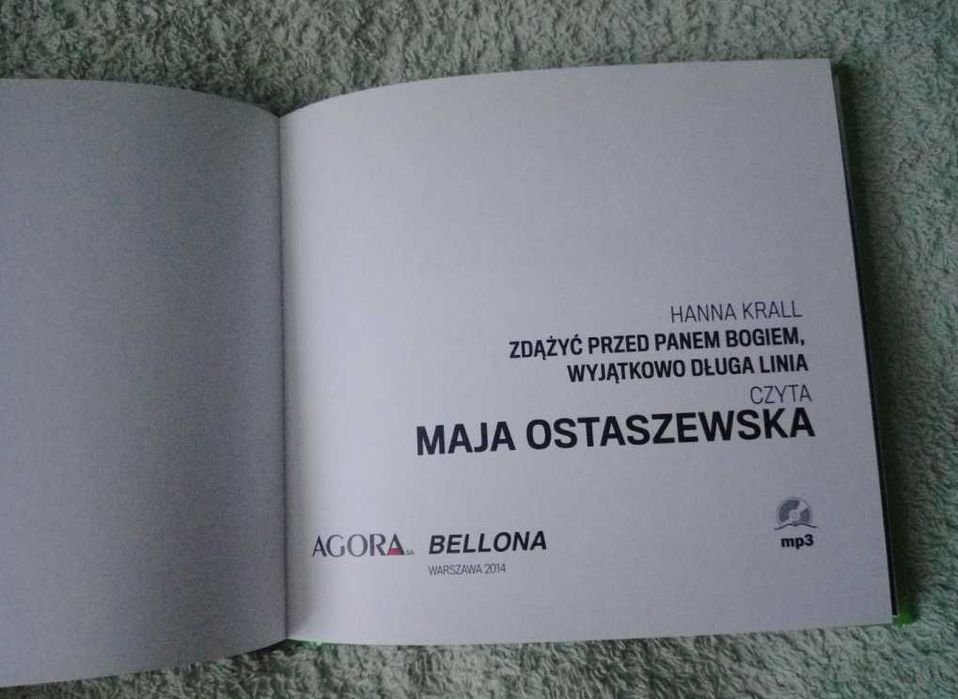 HANNA KRALL
ZDĄŻYĆ PRZED PANEM BOGIEM,
WYJĄTKOWO DŁUGA LINIA
CZYTA
MAJA OSTASZEWSKA
AGORA SA BELLONA
WARSZAWA 2014
mp3